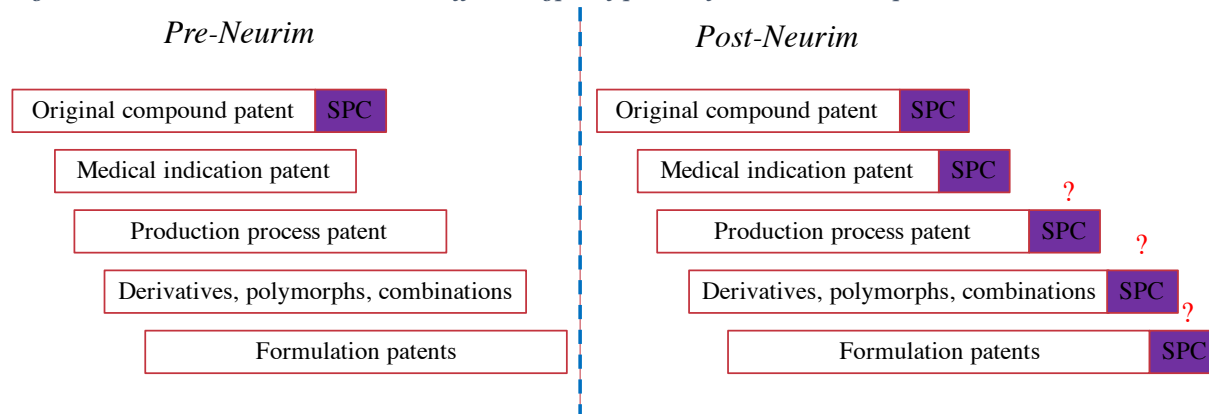 Pre-Neurim
Original compound patent SPC
Medical indication patent
Production process patent
Derivatives, polymorphs, combinations
Formulation patents
Post-Neurim
Original compound patent SPC
Medical indication patent SPC
?
Production process patent SPC
?
Derivatives, polymorphs, combinations SPC
?
Formulation patents SPC